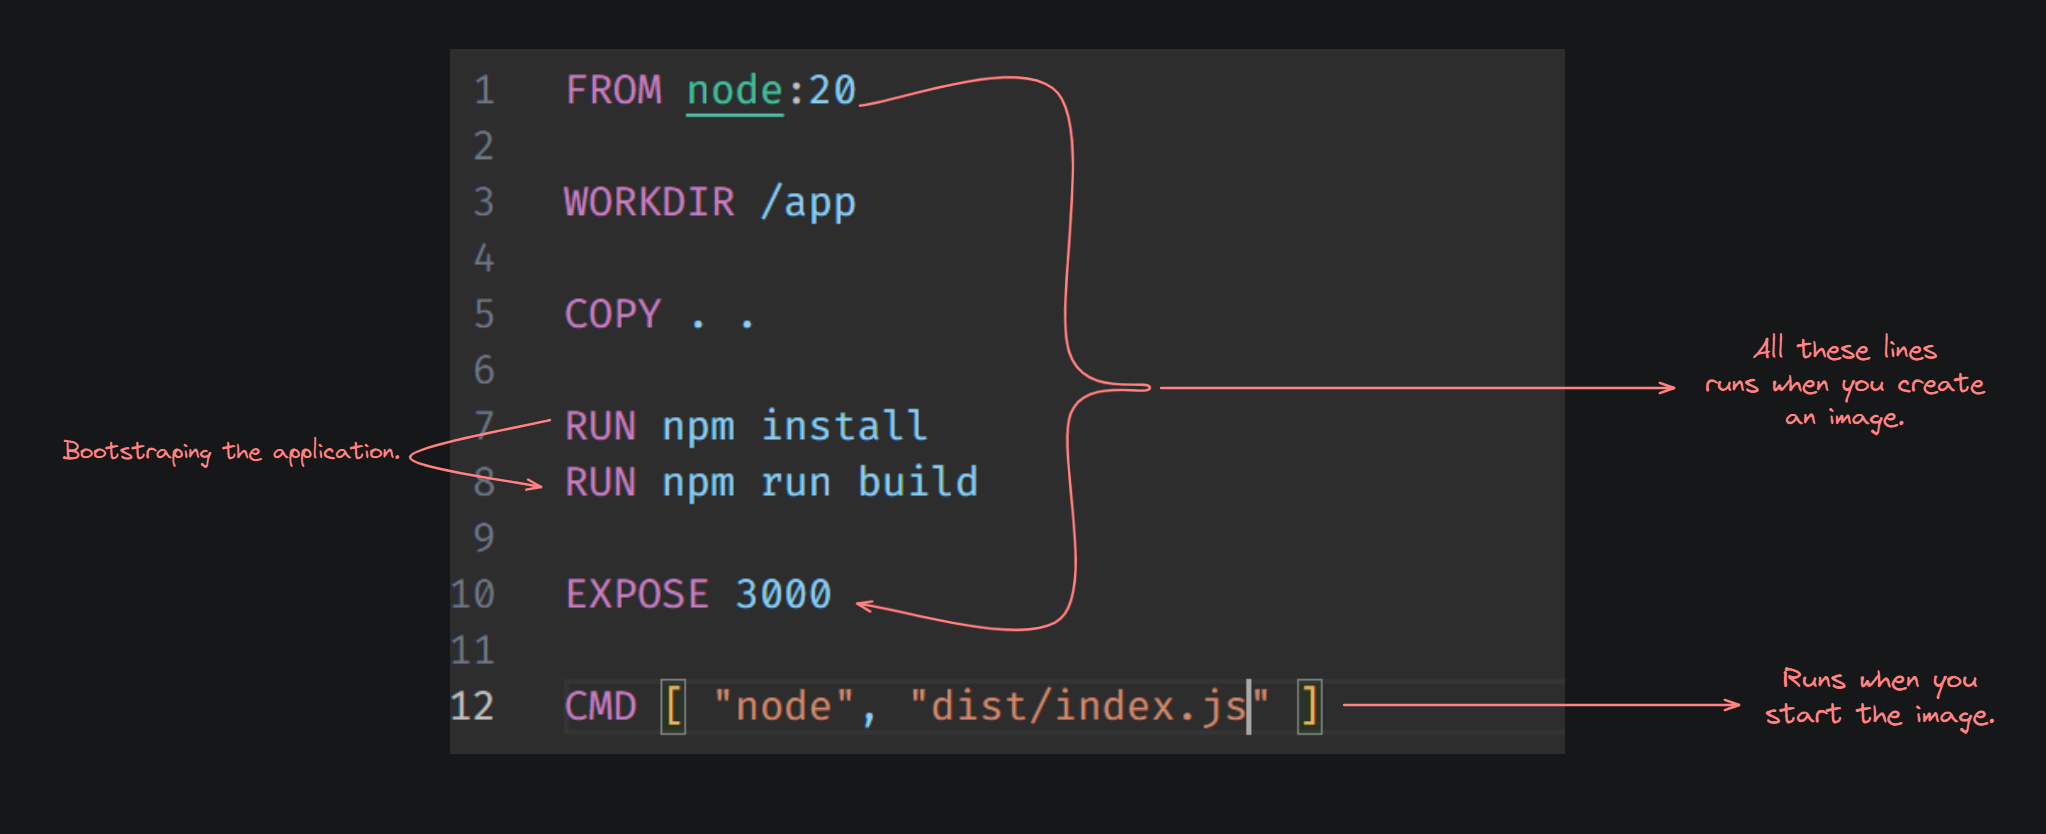 1 FROM node:20
2
3 WORKDIR /app
4
5 COPY . .
6
7 RUN npm install
8 RUN npm run build
9
10 EXPOSE 3000
11
12 CMD [ "node", "dist/index.js" ]
Bootstraping the application.
All these lines
runs when you create
an image.
Runs when you
start the image.